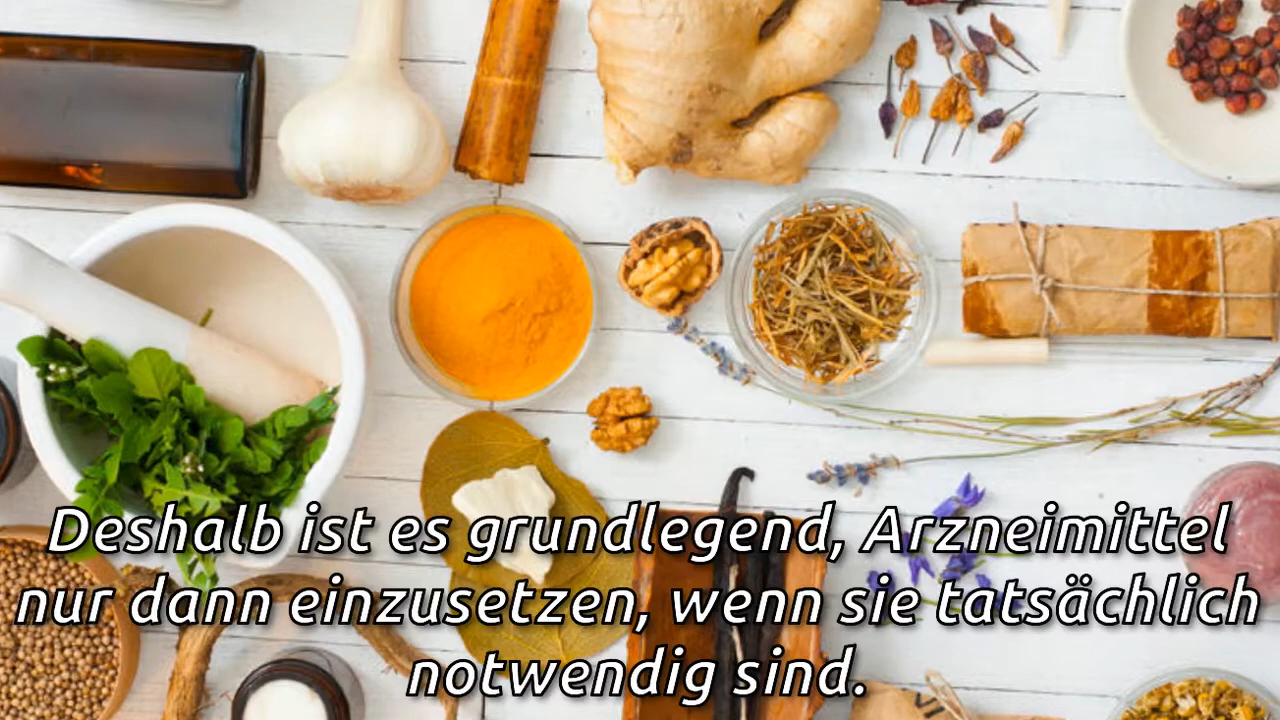 Deshalb ist es grundlegend, Arzneimittel
nur dann einzusetzen, wenn sie tatsächlich
notwendig sind.